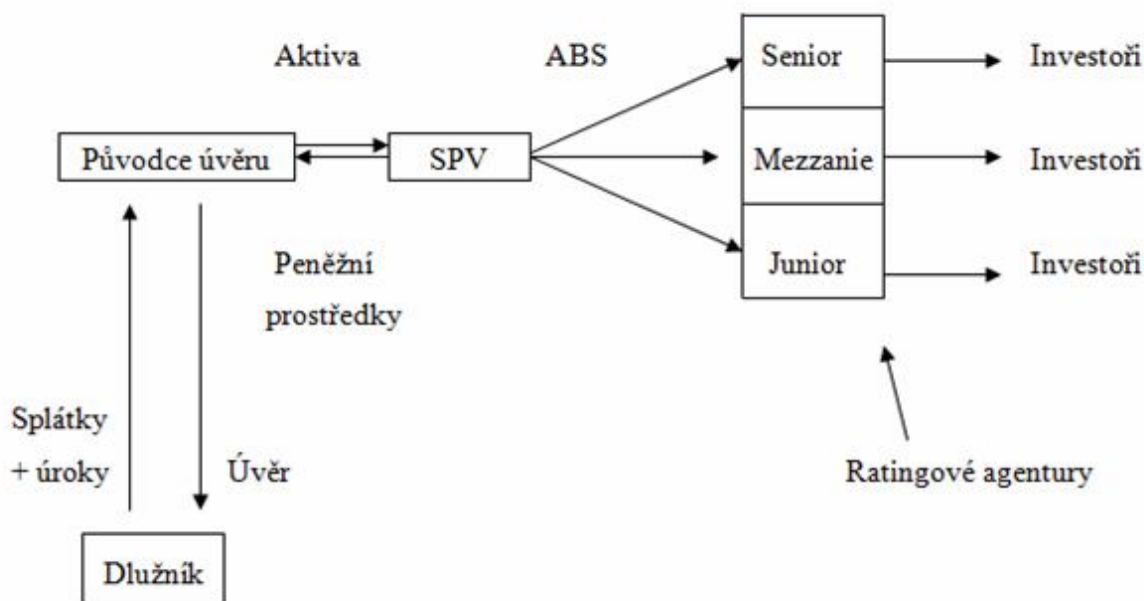 Aktiva
ABS
Senior
Investoři
Původce úvěru
SPV
Mezzanie
Investoři
Peněžní
prostředky
Junior
Investoři
Splátky
+ úroky
Úvěr
Ratingové agentury
Dlužník